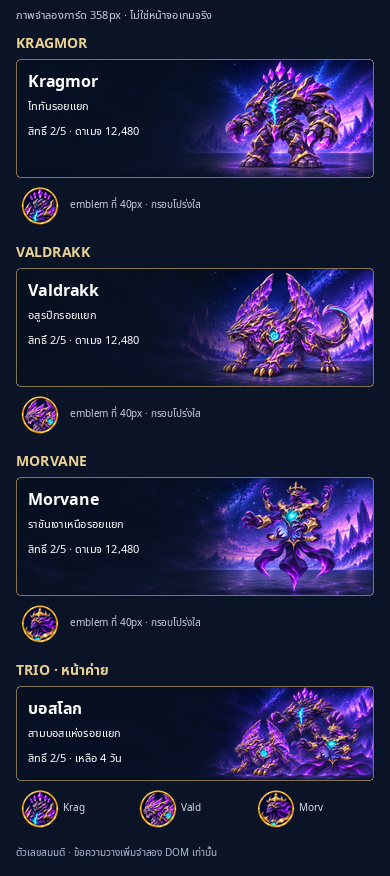 ภาพจำลองการ์ด 358px · ไม่ใช่หน้าจอเกมจริง
KRAGMOR
Kragmor
ไททันรอยแยก
สิทธิ์ 2/5 · ดาเมจ 12,480
emblem ที่ 40px · กรอบโปร่งใส
VALDRAKK
Valdrakk
อสูรปีกรอยแยก
สิทธิ์ 2/5 · ดาเมจ 12,480
emblem ที่ 40px · กรอบโปร่งใส
MORVANE
Morvane
ราชันเงาเหนือรอยแยก
สิทธิ์ 2/5 · ดาเมจ 12,480
emblem ที่ 40px · กรอบโปร่งใส
TRIO · หน้าค่าย
บอสโลก
สามบอสแห่งรอยแยก
สิทธิ์ 2/5 · เหลือ 4 วัน
Krag Vald Morv
ตัวเลขสมมติ · ข้อความวางเพิ่มจำลอง DOM เท่านั้น